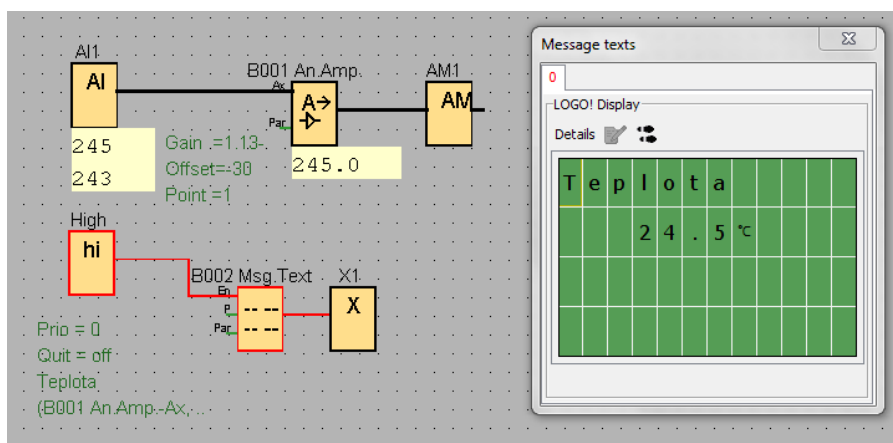 AI1
AI
245
243
B001 An.Amp.
Ax
A→
Par
Gain =1.13-
Offset=-30
Point =1
245.0
AM1
AM
High
hi
B002 Msg.Text
En
P
Par
X1
X
Prio = 0
Quit = off
Teplota
(B001 An.Amp.-Ax,...
Message texts
0
LOGO! Display
Details
Teplota
24.5 °C